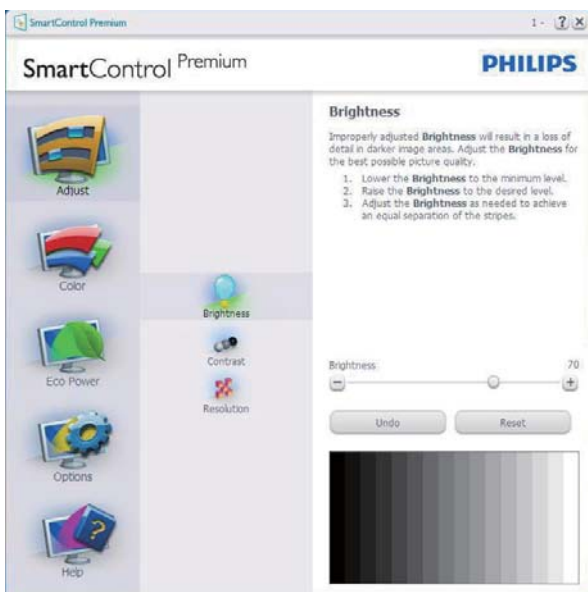 SmartControl Premium
1 - ? X
SmartControl Premium
PHILIPS
Adjust
Color
Eco Power
Options
Help
Brightness
Contrast
Resolution
Brightness
Improperly adjusted Brightness will result in a loss of
detail in darker image areas. Adjust the Brightness for
the best possible picture quality.
1. Lower the Brightness to the minimum level.
2. Raise the Brightness to the desired level.
3. Adjust the Brightness as needed to achieve
an equal separation of the stripes.
Brightness 70
Undo Reset